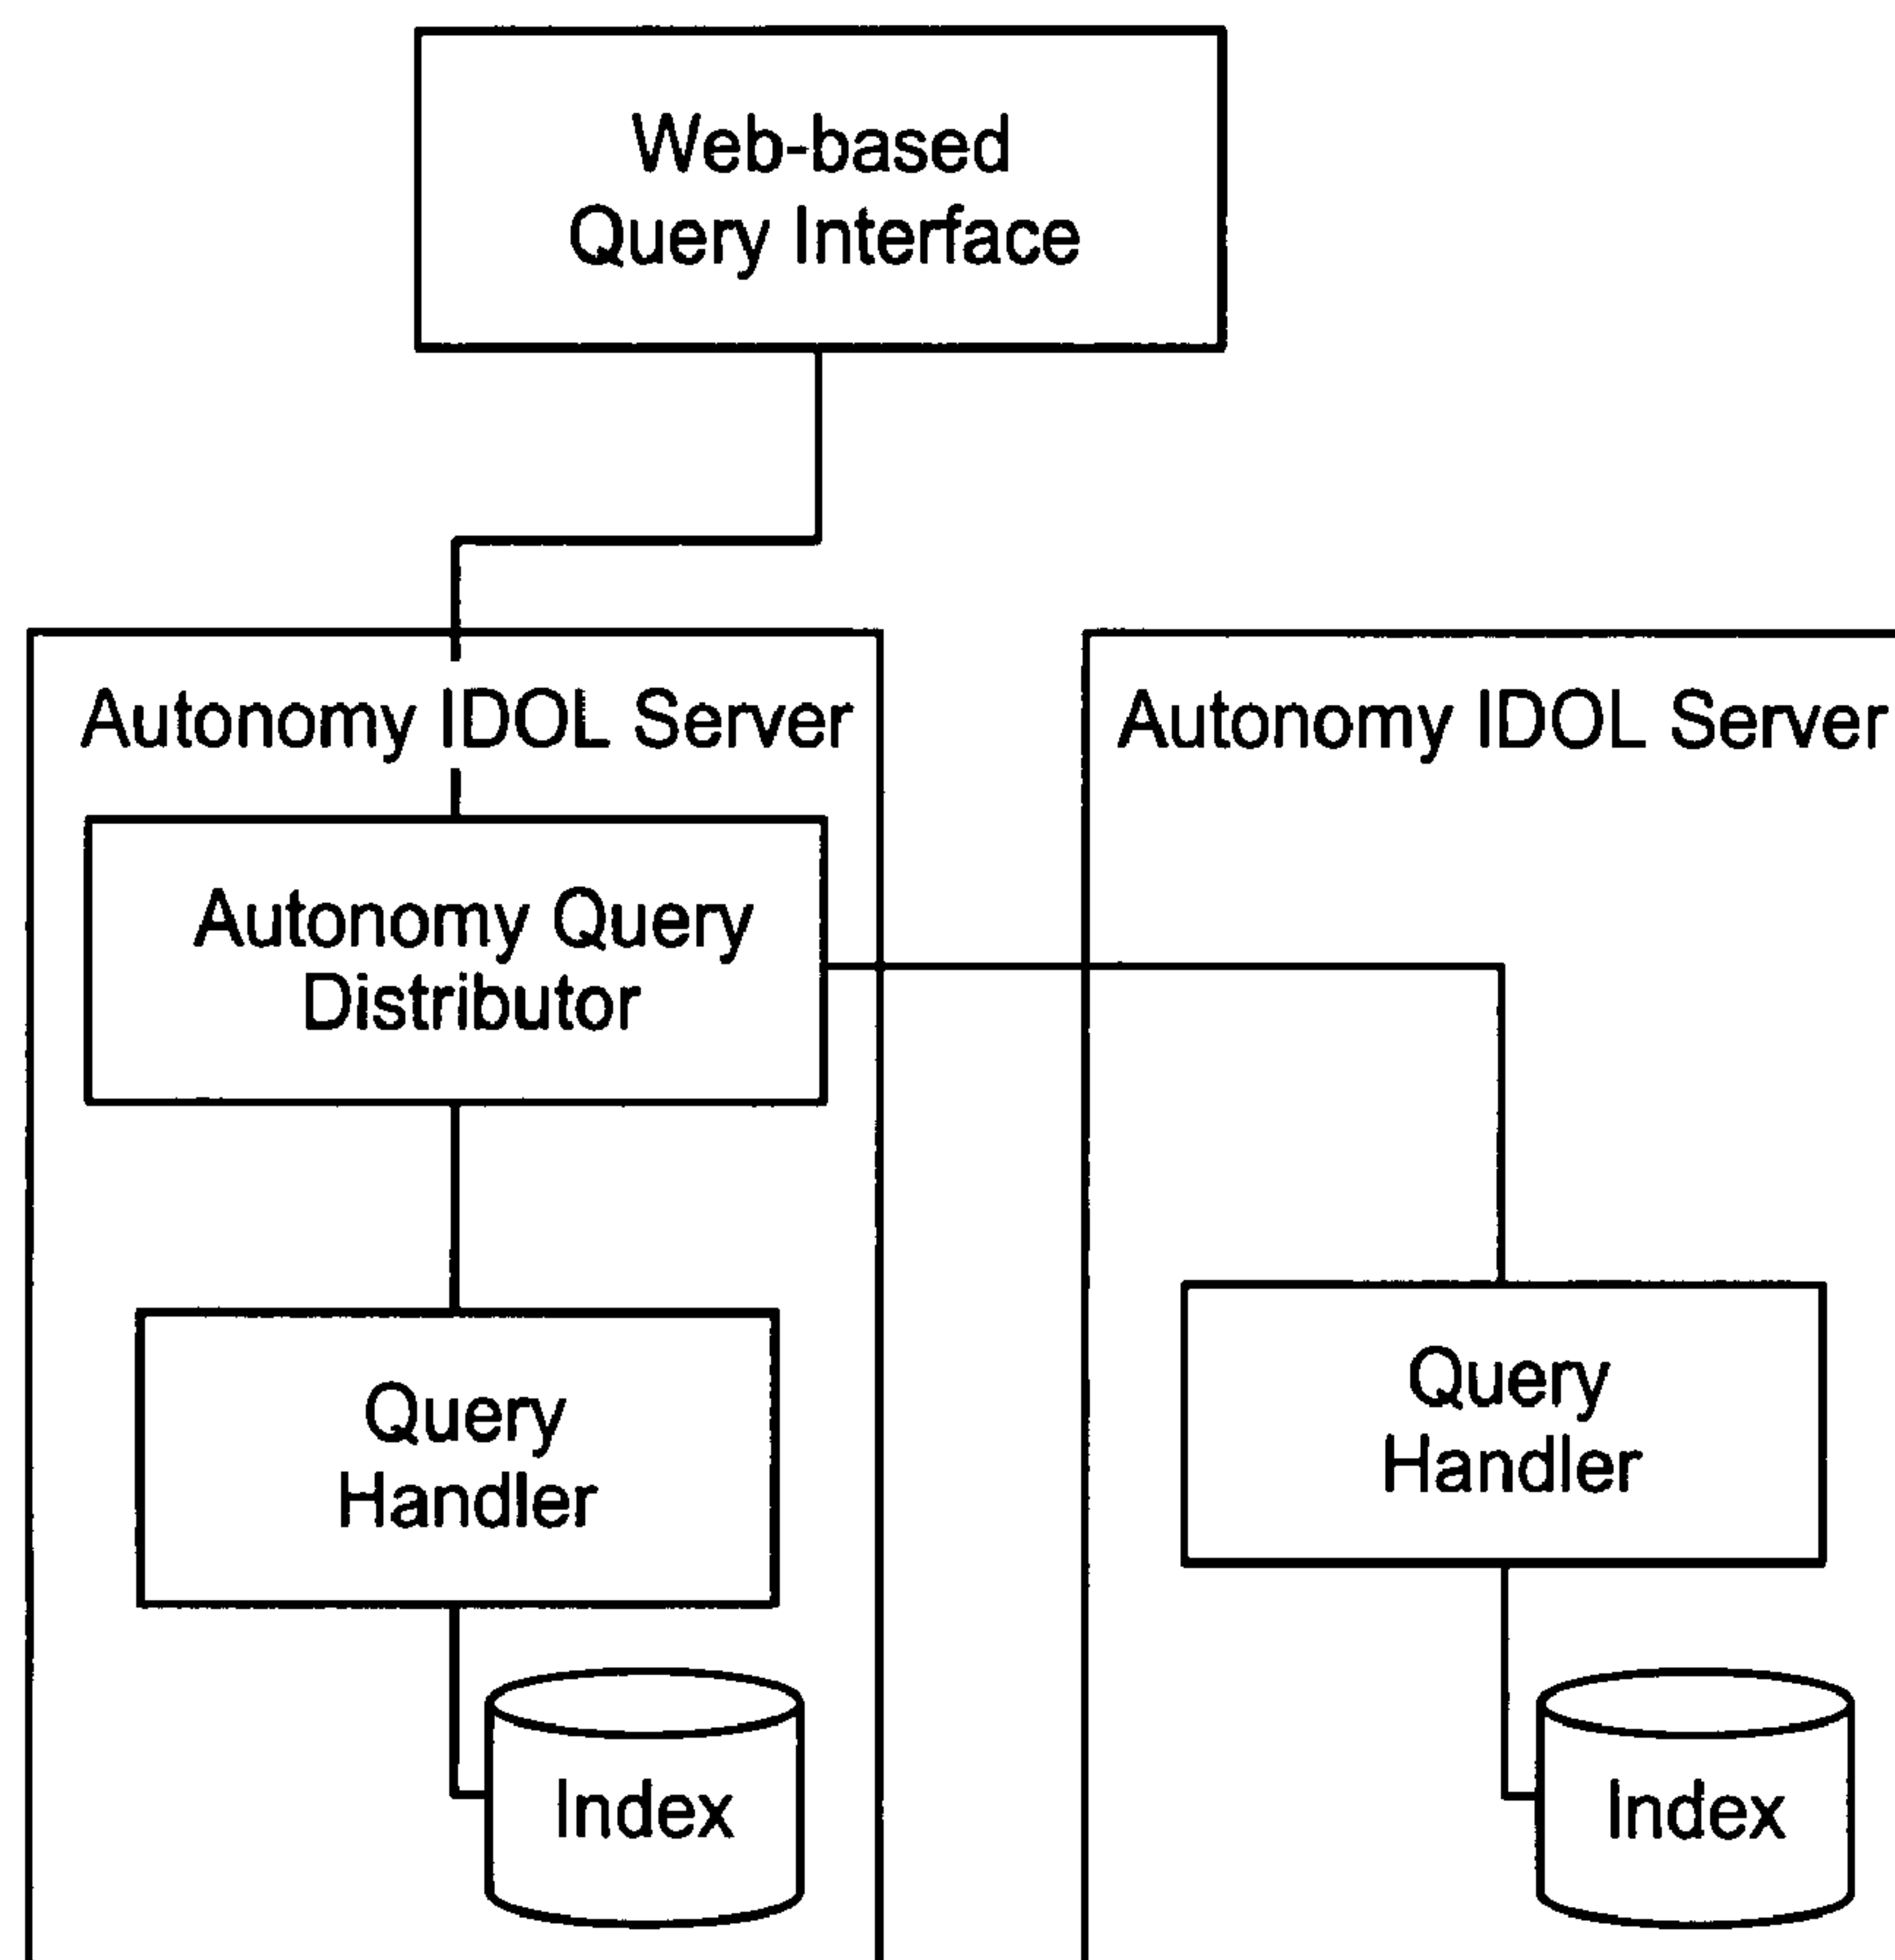 Web-based
Query Interface
Autonomy IDOL Server
Autonomy Query
Distributor
Query
Handler
Index
Autonomy IDOL Server
Query
Handler
Index